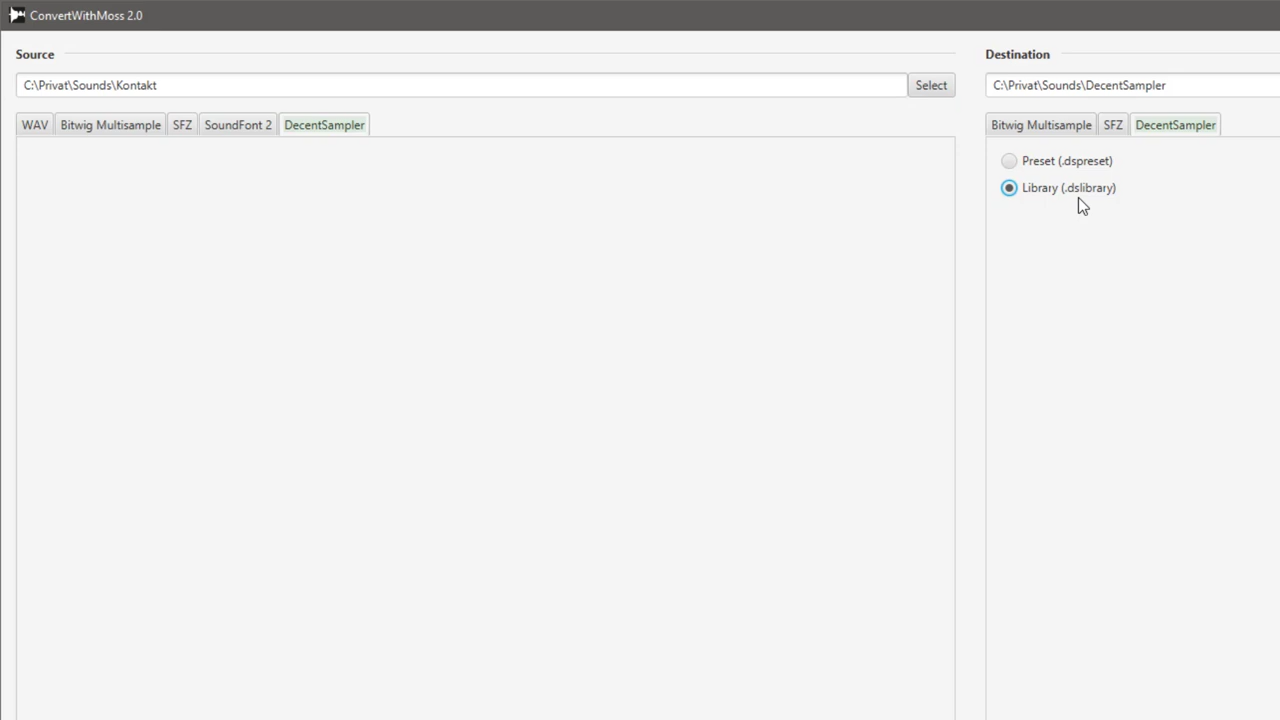 ConvertWithMoss 2.0
Source
C:\Privat\Sounds\Kontakt
Select
WAV
Bitwig Multisample
SFZ
SoundFont 2
DecentSampler
Destination
C:\Privat\Sounds\DecentSampler
Bitwig Multisample
SFZ
DecentSampler
Preset (.dspreset)
Library (.dslibrary)